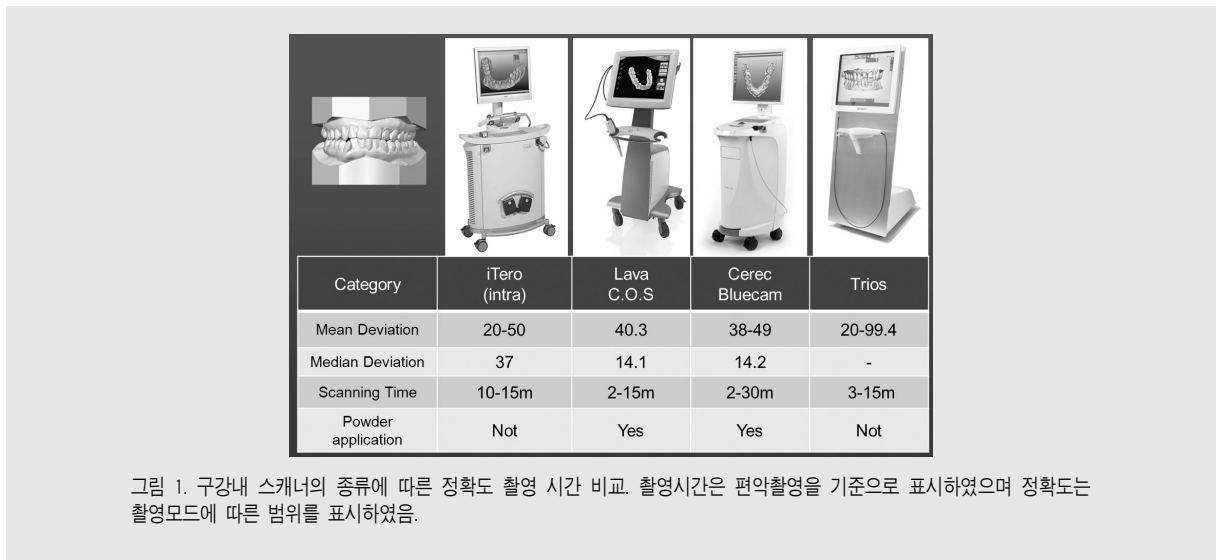 Category iTero (intra) Lava C.O.S Cerec Bluecam Trios
Mean Deviation 20-50 40.3 38-49 20-99.4
Median Deviation 37 14.1 14.2 -
Scanning Time 10-15m 2-15m 2-30m 3-15m
Powder application Not Yes Yes Not
그림 1. 구강내 스캐너의 종류에 따른 정확도 촬영 시간 비교. 촬영시간은 편악촬영을 기준으로 표시하였으며 정확도는
촬영모드에 따른 범위를 표시하였음.